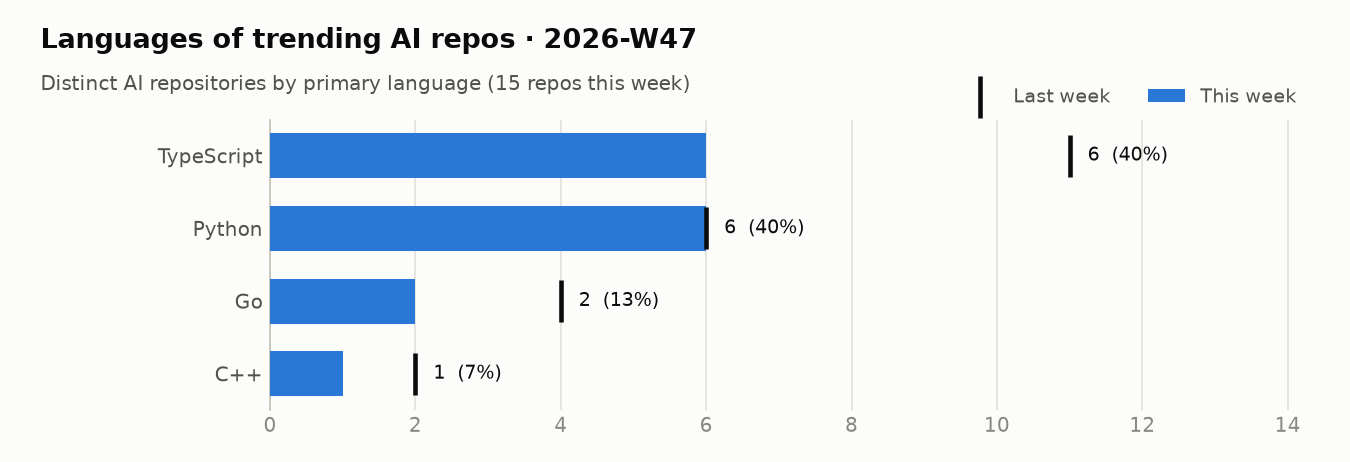 Languages of trending AI repos · 2026-W47
Distinct AI repositories by primary language (15 repos this week)
Last week
This week
TypeScript
6 (40%)
Python
6 (40%)
Go
2 (13%)
C++
1 (7%)
0 2 4 6 8 10 12 14